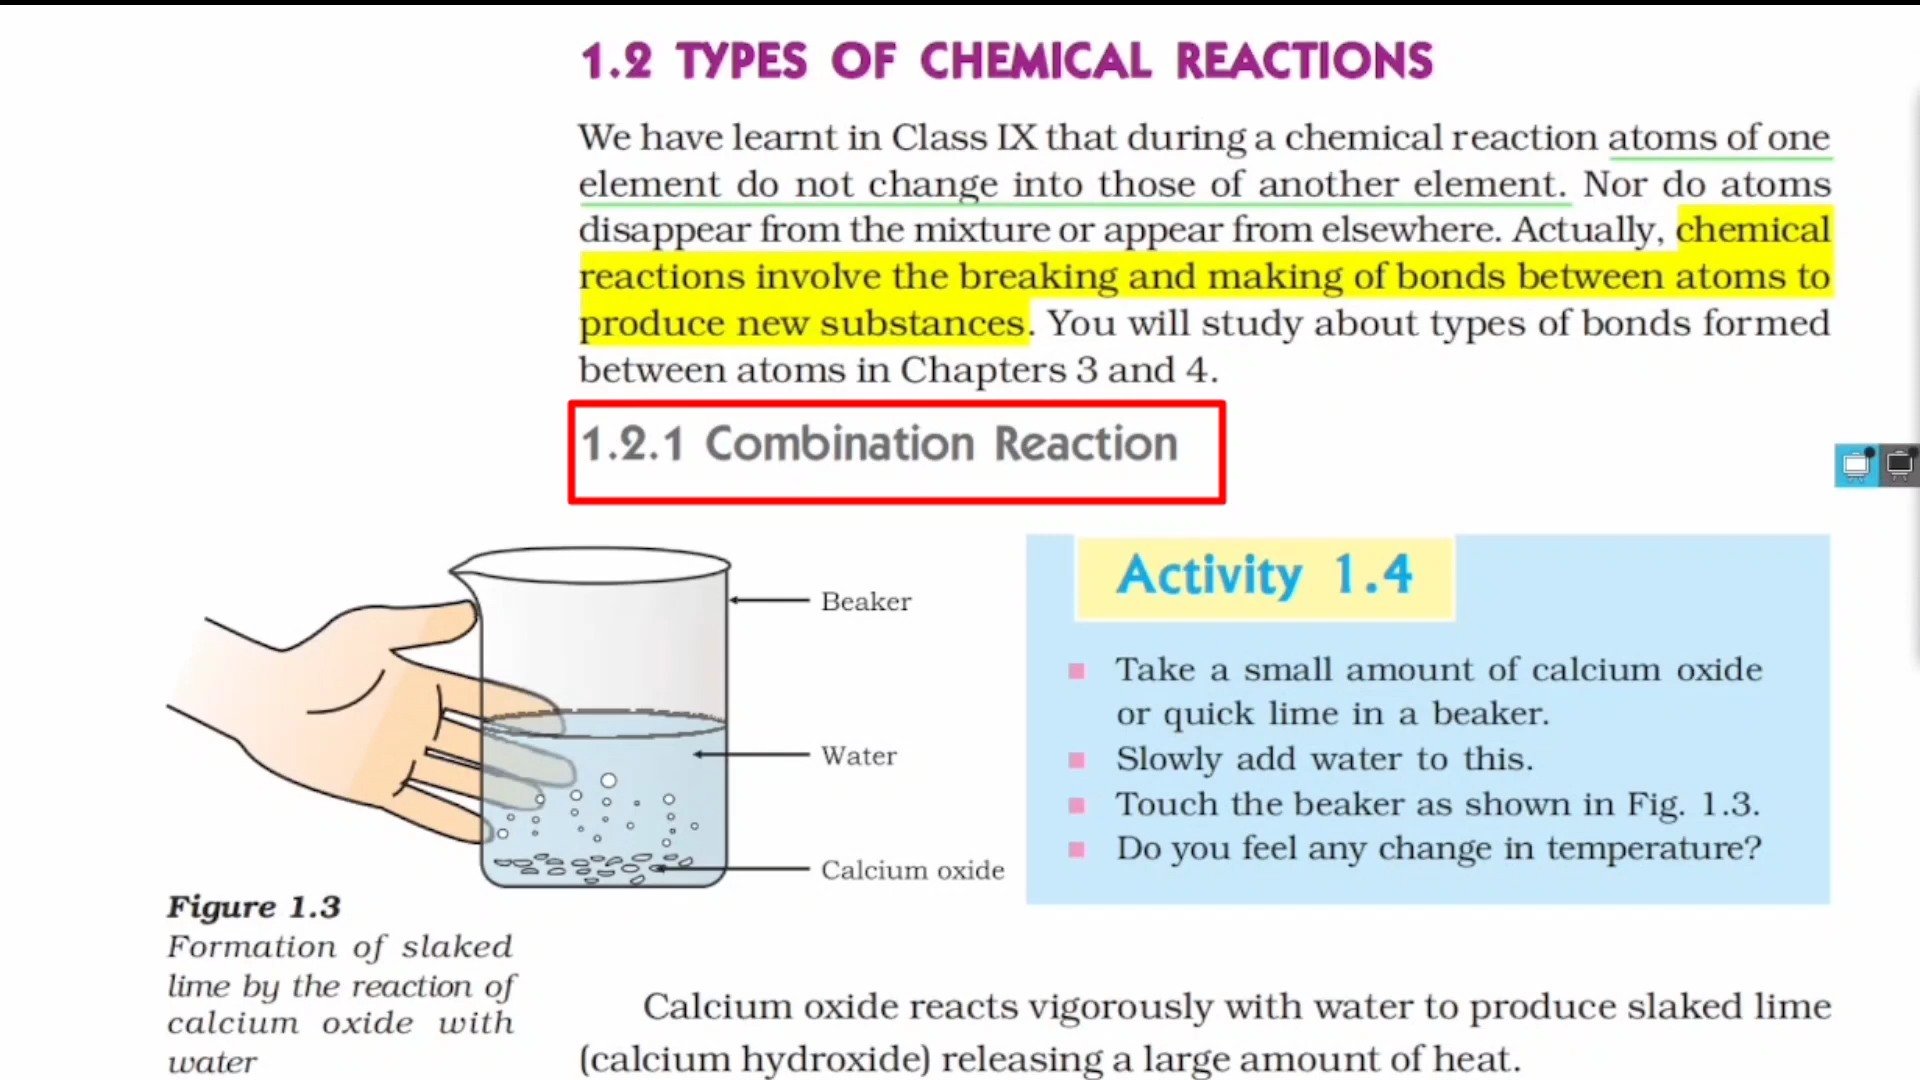 1.2 TYPES OF CHEMICAL REACTIONS
We have learnt in Class IX that during a chemical reaction atoms of one
element do not change into those of another element. Nor do atoms
disappear from the mixture or appear from elsewhere. Actually, chemical
reactions involve the breaking and making of bonds between atoms to
produce new substances. You will study about types of bonds formed
between atoms in Chapters 3 and 4.
1.2.1 Combination Reaction
Beaker
Water
Calcium oxide
Figure 1.3
Formation of slaked
lime by the reaction of
calcium oxide with
water
Activity 1.4
Take a small amount of calcium oxide
or quick lime in a beaker.
Slowly add water to this.
Touch the beaker as shown in Fig. 1.3.
Do you feel any change in temperature?
Calcium oxide reacts vigorously with water to produce slaked lime
(calcium hydroxide) releasing a large amount of heat.